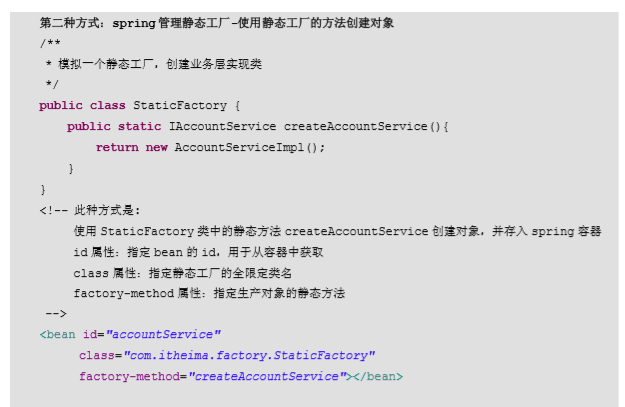 第二种方式：spring 管理静态工厂-使用静态工厂的方法创建对象
/**
 * 模拟一个静态工厂，创建业务层实现类
 */
public class StaticFactory {
    public static IAccountService createAccountService(){
        return new AccountServiceImpl();
    }
}
<!-- 此种方式是:
     使用 StaticFactory 类中的静态方法 createAccountService 创建对象，并存入 spring 容器
     id 属性：指定 bean 的 id，用于从容器中获取
     class 属性：指定静态工厂的全限定类名
     factory-method 属性：指定生产对象的静态方法
 -->
<bean id="accountService"
      class="com.itheima.factory.StaticFactory"
      factory-method="createAccountService"></bean>